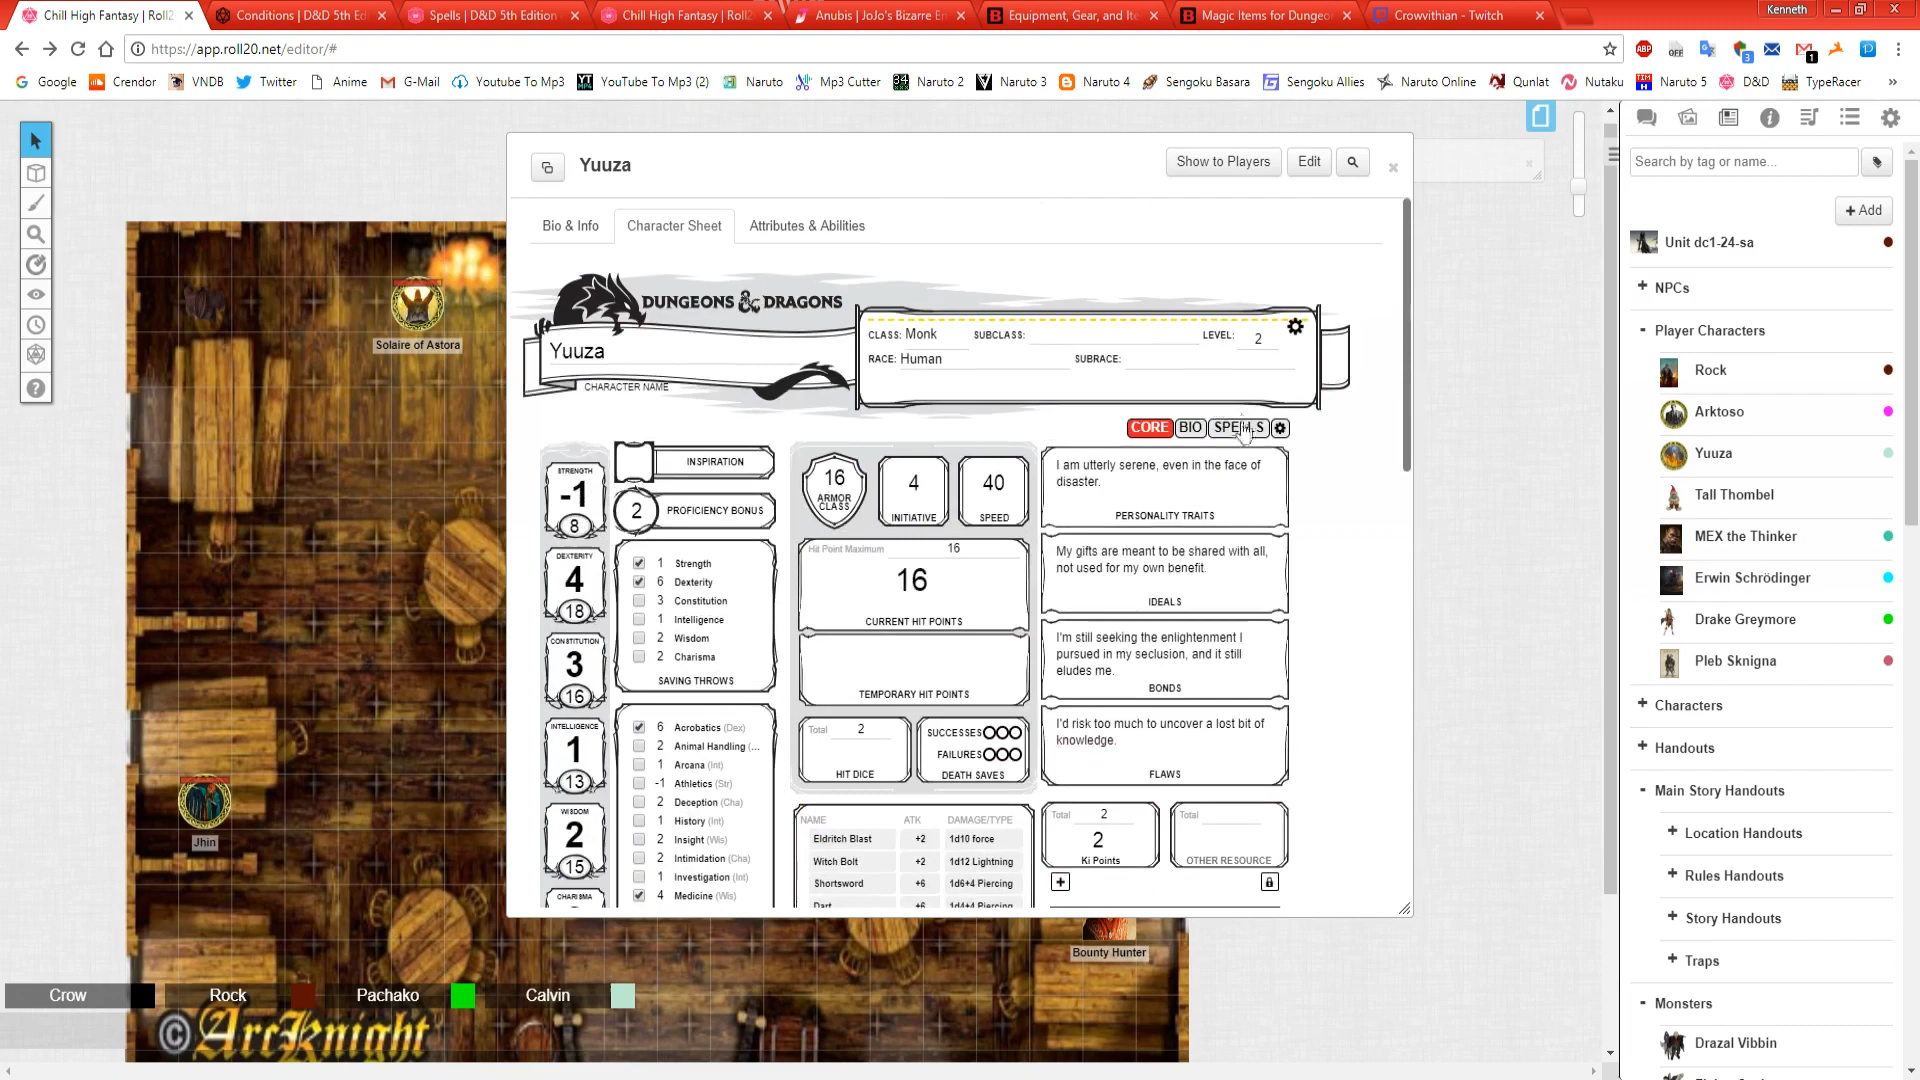 Chill High Fantasy | Roll2
Conditions | D&D 5th Ed
Spells | D&D 5th Edition
Chill High Fantasy | Roll2
Anubis | JoJo's Bizarre E
Equipment, Gear, and Ite
Magic Items for Dungeo
Crowvithian - Twitch
Kenneth
https://app.roll20.net/editor/#
ABP
OFF
3
1
Google
Crendor
VNDB
Twitter
Anime
G-Mail
Youtube To Mp3
YouTube To Mp3 (2)
Naruto
Mp3 Cutter
Naruto 2
Naruto 3
Naruto 4
Sengoku Basara
Sengoku Allies
Naruto Online
Qunlat
Nutaku
Naruto 5
D&D
TypeRacer
»
Yuuza
Show to Players
Edit
Bio & Info
Character Sheet
Attributes & Abilities
DUNGEONS & DRAGONS
Yuuza
CHARACTER NAME
CLASS: Monk
SUBCLASS:
LEVEL: 2
RACE: Human
SUBRACE:
CORE
BIO
SPELLS
STRENGTH
-1
8
DEXTERITY
4
18
CONSTITUTION
3
16
INTELLIGENCE
1
13
WISDOM
2
15
CHARISMA
INSPIRATION
2
PROFICIENCY BONUS
1 Strength
6 Dexterity
3 Constitution
1 Intelligence
2 Wisdom
2 Charisma
SAVING THROWS
6 Acrobatics (Dex)
2 Animal Handling (...
1 Arcana (Int)
-1 Athletics (Str)
2 Deception (Cha)
1 History (Int)
2 Insight (Wis)
2 Intimidation (Cha)
1 Investigation (Int)
4 Medicine (Wis)
16
ARMOR
CLASS
4
INITIATIVE
40
SPEED
Hit Point Maximum 16
16
CURRENT HIT POINTS
TEMPORARY HIT POINTS
Total 2
HIT DICE
SUCCESSES
FAILURES
DEATH SAVES
NAME ATK DAMAGE/TYPE
Eldritch Blast +2 1d10 force
Witch Bolt +2 1d12 Lightning
Shortsword +6 1d6+4 Piercing
Dart +6 1d4+4 Piercing
I am utterly serene, even in the face of
disaster.
PERSONALITY TRAITS
My gifts are meant to be shared with all,
not used for my own benefit.
IDEALS
I'm still seeking the enlightenment I
pursued in my seclusion, and it still
eludes me.
BONDS
I'd risk too much to uncover a lost bit of
knowledge.
FLAWS
Total 2
2
Ki Points
Total
OTHER RESOURCE
Solaire of Astora
Jhin
Bounty Hunter
Crow
Rock
Pachako
Calvin
© ArcKnight
Search by tag or name...
+ Add
Unit dc1-24-sa
+ NPCs
- Player Characters
Rock
Arktoso
Yuuza
Tall Thombel
MEX the Thinker
Erwin Schrödinger
Drake Greymore
Pleb Sknigna
+ Characters
+ Handouts
- Main Story Handouts
+ Location Handouts
+ Rules Handouts
+ Story Handouts
+ Traps
- Monsters
Drazal Vibbin